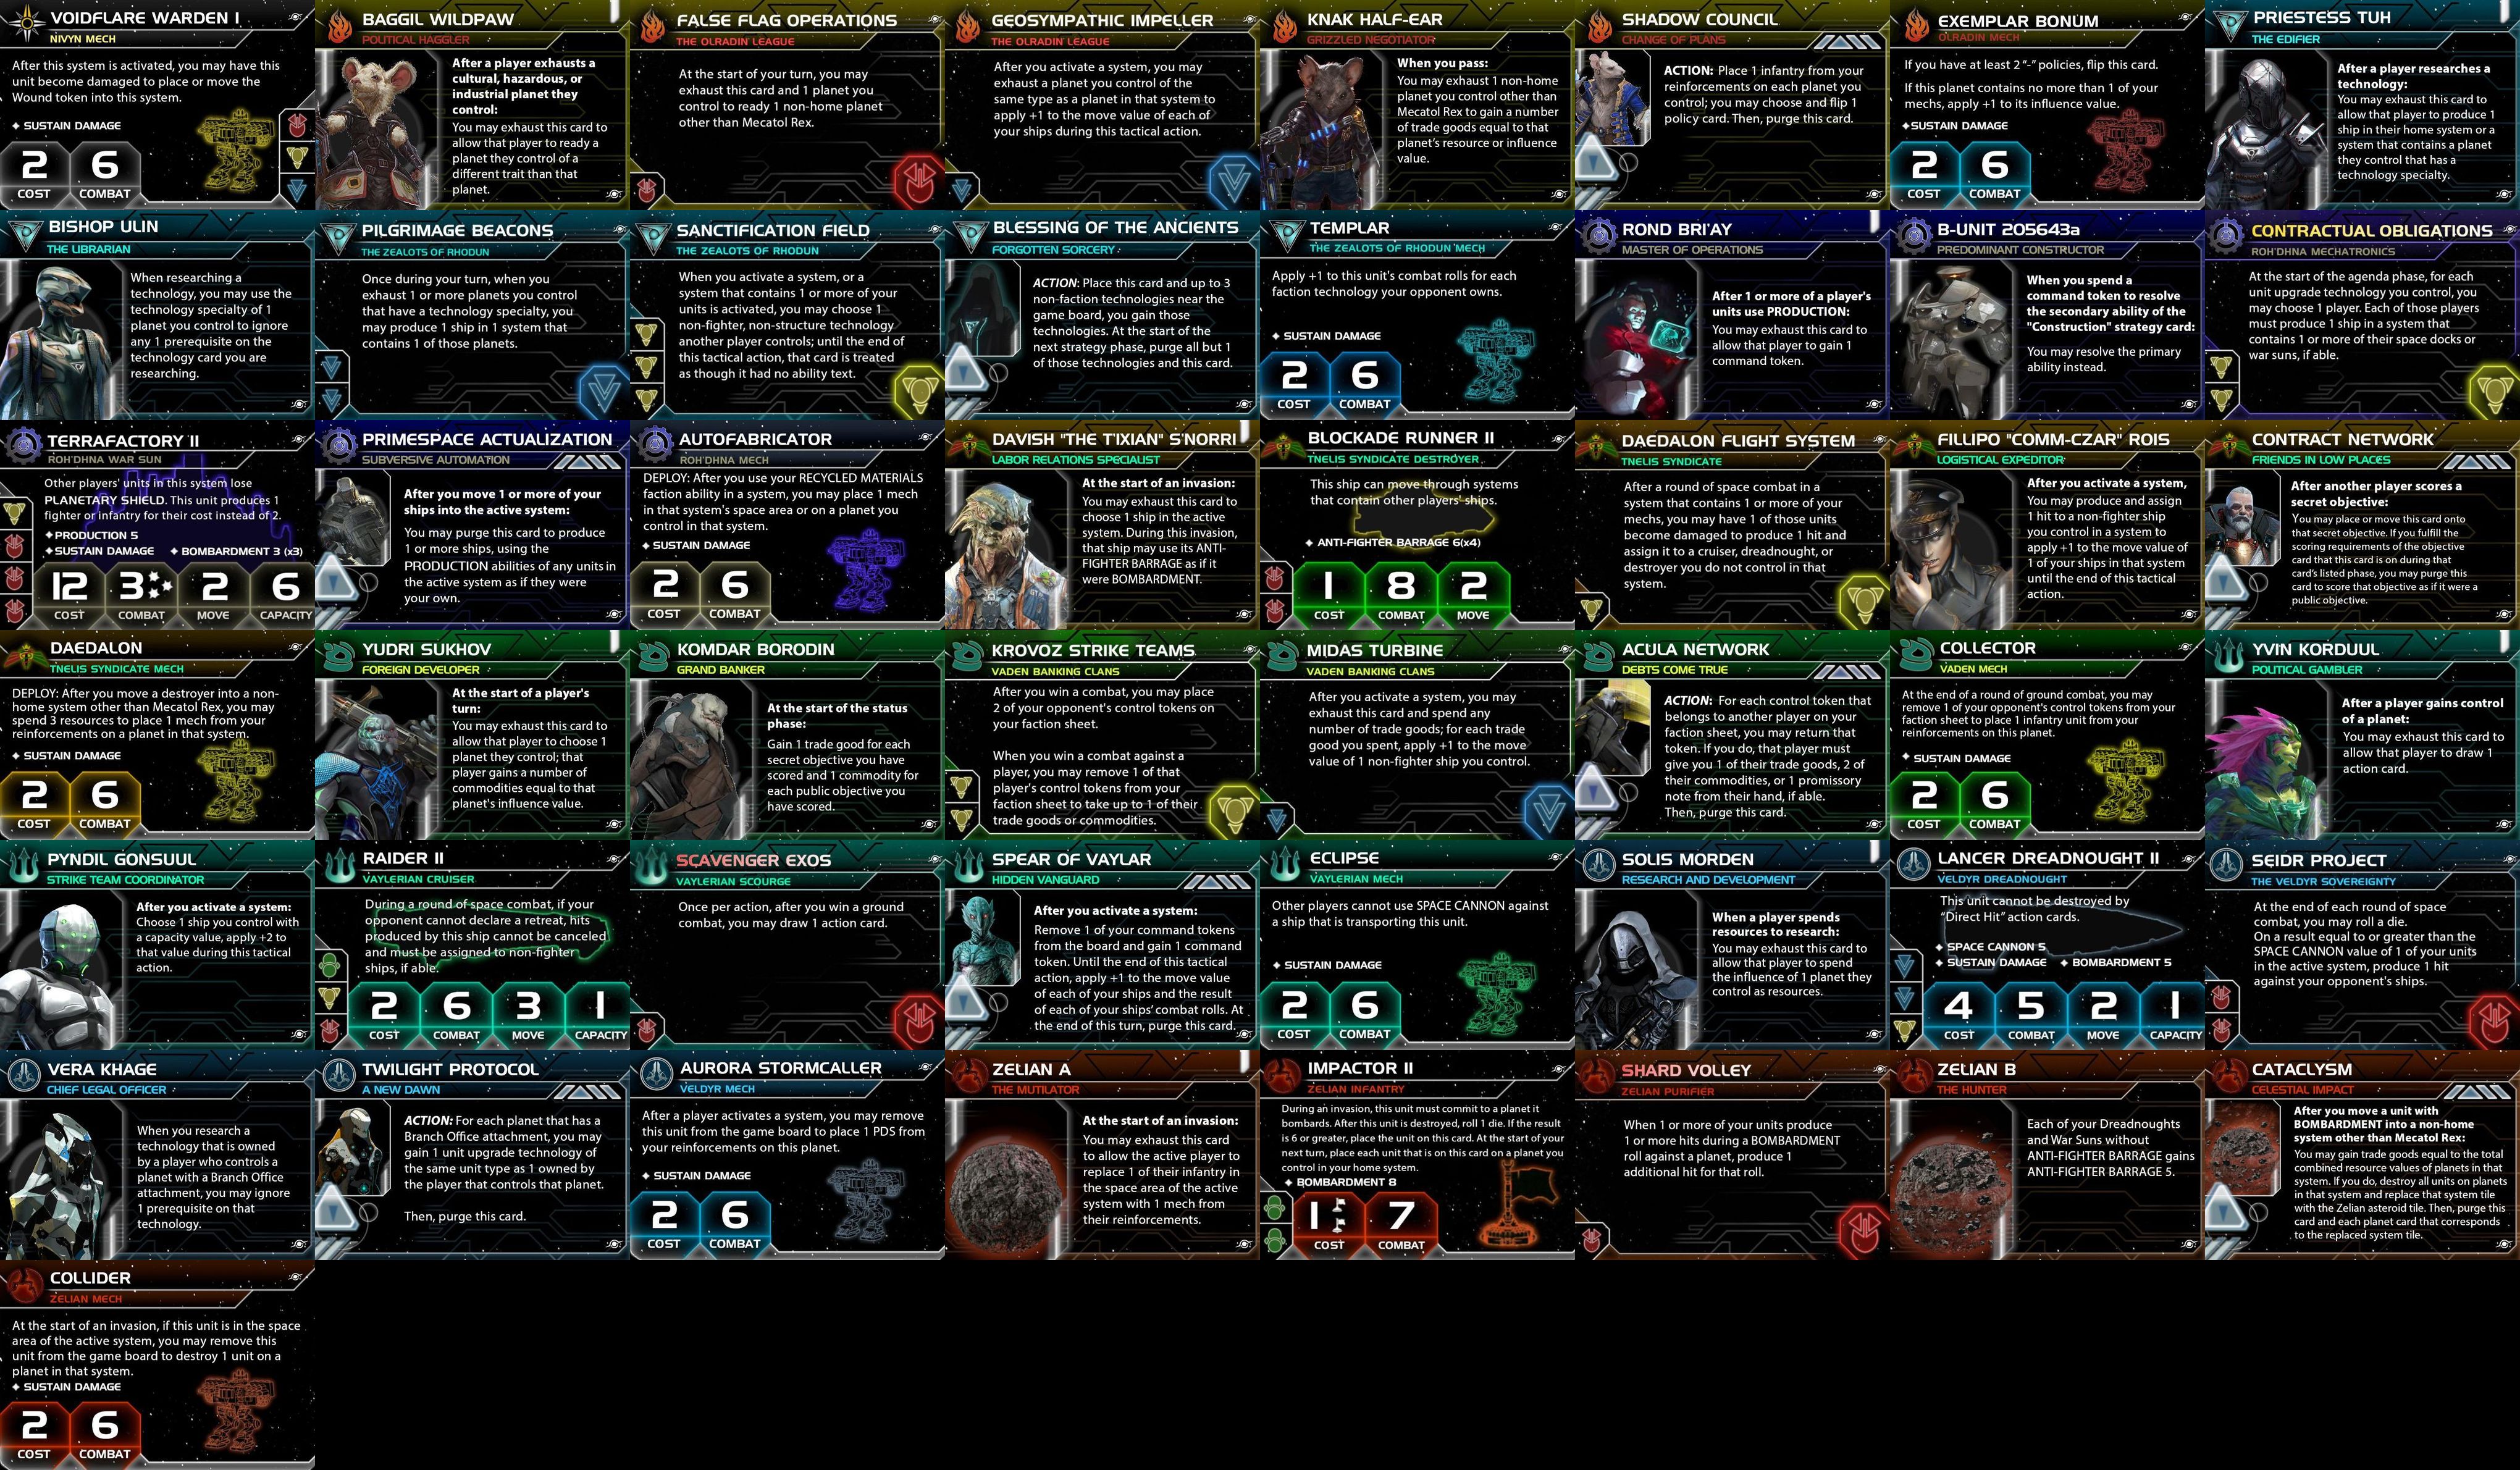 VOIDFLARE WARDEN I
NIVYN MECH
After this system is activated, you may have this
unit become damaged to place or move the
Wound token into this system.
SUSTAIN DAMAGE
2 6
COST COMBAT
BAGGIL WILDPAW
POLITICAL HAGGLER
After a player exhausts a
cultural, hazardous, or
industrial planet they
control:
You may exhaust this card to
allow that player to ready a
planet they control of a
different trait than that
planet.
FALSE FLAG OPERATIONS
THE OLRADIN LEAGUE
At the start of your turn, you may
exhaust this card and 1 planet you
control to ready 1 non-home planet
other than Mecatol Rex.
GEOSYMPATHIC IMPELLER
THE OLRADIN LEAGUE
After you activate a system, you may
exhaust a planet you control of the
same type as a planet in that system to
apply +1 to the move value of each of
your ships during this tactical action.
KNAK HALF-EAR
GRIZZLED NEGOTIATOR
When you pass:
You may exhaust 1 non-home
planet you control other than
Mecatol Rex to gain a number
of trade goods equal to that
planet's resource or influence
value.
SHADOW COUNCIL
CHANGE OF PLANS
ACTION: Place 1 infantry from your
reinforcements on each planet you
control; you may choose and flip 1
policy card. Then, purge this card.
EXEMPLAR BONUM
OLRADIN MECH
If you have at least 2 "-" policies, flip this card.
If this planet contains no more than 1 of your
mechs, apply +1 to its influence value.
SUSTAIN DAMAGE
2 6
COST COMBAT
PRIESTESS TUH
THE EDIFIER
After a player researches a
technology:
You may exhaust this card to
allow that player to produce 1
ship in their home system or a
system that contains a planet
they control that has a
technology specialty.
BISHOP ULIN
THE LIBRARIAN
When researching a
technology, you may use the
technology specialty of 1
planet you control to ignore
any 1 prerequisite on the
technology card you are
researching.
PILGRIMAGE BEACONS
THE ZEALOTS OF RHODUN
Once during your turn, when you
exhaust 1 or more planets you control
that have a technology specialty, you
may produce 1 ship in 1 system that
contains 1 of those planets.
SANCTIFICATION FIELD
THE ZEALOTS OF RHODUN
When you activate a system, or a
system that contains 1 or more of your
units is activated, you may choose 1
non-fighter, non-structure technology
another player controls; until the end of
this tactical action, that card is treated
as though it had no ability text.
BLESSING OF THE ANCIENTS
FORGOTTEN SORCERY
ACTION: Place this card and up to 3
non-faction technologies near the
game board, you gain those
technologies. At the start of the
next strategy phase, purge all but 1
of those technologies and this card.
TEMPLAR
THE ZEALOTS OF RHODUN MECH
Apply +1 to this unit's combat rolls for each
faction technology your opponent owns.
SUSTAIN DAMAGE
2 6
COST COMBAT
ROND BRI'AY
MASTER OF OPERATIONS
After 1 or more of a player's
units use PRODUCTION:
You may exhaust this card to
allow that player to gain 1
command token.
B-UNIT 205643a
PREDOMINANT CONSTRUCTOR
When you spend a
command token to resolve
the secondary ability of the
"Construction" strategy card:
You may resolve the primary
ability instead.
CONTRACTUAL OBLIGATIONS
ROH'DHNA MECHATRONICS
At the start of the agenda phase, for each
unit upgrade technology you control, you
may choose 1 player. Each of those players
must produce 1 ship in a system that
contains 1 or more of their space docks or
war suns, if able.
TERRAFACTORY II
ROH'DHNA WAR SUN
Other players' units in this system lose
PLANETARY SHIELD. This unit produces 1
fighter or infantry for their cost instead of 2.
PRODUCTION 5
SUSTAIN DAMAGE BOMBARDMENT 3 (x3)
12 3 2 6
COST COMBAT MOVE CAPACITY
PRIMESPACE ACTUALIZATION
SUBVERSIVE AUTOMATION
After you move 1 or more of your
ships into the active system:
You may purge this card to produce
1 or more ships, using the
PRODUCTION abilities of any units in
the active system as if they were
your own.
AUTOFABRICATOR
ROH'DHNA MECH
DEPLOY: After you use your RECYCLED MATERIALS
faction ability in a system, you may place 1 mech
in that system's space area or on a planet you
control in that system.
SUSTAIN DAMAGE
2 6
COST COMBAT
DAVISH "THE T'IXIAN" S'NORRI
LABOR RELATIONS SPECIALIST
At the start of an invasion:
You may exhaust this card to
choose 1 ship in the active
system. During this invasion,
that ship may use its ANTI-
FIGHTER BARRAGE as if it
were BOMBARDMENT.
BLOCKADE RUNNER II
TNELIS SYNDICATE DESTROYER
This ship can move through systems
that contain other players' ships.
ANTI-FIGHTER BARRAGE 6(x4)
1 8 2
COST COMBAT MOVE
DAEDALON FLIGHT SYSTEM
TNELIS SYNDICATE
After a round of space combat in a
system that contains 1 or more of your
mechs, you may have 1 of those units
become damaged to produce 1 hit and
assign it to a cruiser, dreadnought, or
destroyer you do not control in that
system.
FILLIPO "COMM-CZAR" ROIS
LOGISTICAL EXPEDITOR
After you activate a system,
You may produce and assign
1 hit to a non-fighter ship
you control in a system to
apply +1 to the move value of
1 of your ships in that system
until the end of this tactical
action.
CONTRACT NETWORK
FRIENDS IN LOW PLACES
After another player scores a
secret objective:
You may place or move this card onto
that secret objective. If you fulfill the
scoring requirements of the objective
card that this card is on during that
card's listed phase, you may purge this
card to score that objective as if it were a
public objective.
DAEDALON
TNELIS SYNDICATE MECH
DEPLOY: After you move a destroyer into a non-
home system other than Mecatol Rex, you may
spend 3 resources to place 1 mech from your
reinforcements on a planet in that system.
SUSTAIN DAMAGE
2 6
COST COMBAT
YUDRI SUKHOV
FOREIGN DEVELOPER
At the start of a player's
turn:
You may exhaust this card to
allow that player to choose 1
planet they control; that
player gains a number of
commodities equal to that
planet's influence value.
KOMDAR BORODIN
GRAND BANKER
At the start of the status
phase:
Gain 1 trade good for each
secret objective you have
scored and 1 commodity for
each public objective you
have scored.
KROVOZ STRIKE TEAMS
VADEN BANKING CLANS
After you win a combat, you may place
2 of your opponent's control tokens on
your faction sheet.
When you win a combat against a
player, you may remove 1 of that
player's control tokens from your
faction sheet to take up to 1 of their
trade goods or commodities.
MIDAS TURBINE
VADEN BANKING CLANS
After you activate a system, you may
exhaust this card and spend any
number of trade goods; for each trade
good you spent, apply +1 to the move
value of 1 non-fighter ship you control.
ACULA NETWORK
DEBTS COME TRUE
ACTION: For each control token that
belongs to another player on your
faction sheet, you may return that
token. If you do, that player must
give you 1 of their trade goods, 2 of
their commodities, or 1 promissory
note from their hand, if able.
Then, purge this card.
COLLECTOR
VADEN MECH
At the end of a round of ground combat, you may
remove 1 of your opponent's control tokens from your
faction sheet to place 1 infantry unit from your
reinforcements on this planet.
SUSTAIN DAMAGE
2 6
COST COMBAT
YVIN KORDUUL
POLITICAL GAMBLER
After a player gains control
of a planet:
You may exhaust this card to
allow that player to draw 1
action card.
PYNDIL GONSUUL
STRIKE TEAM COORDINATOR
After you activate a system:
Choose 1 ship you control with
a capacity value, apply +2 to
that value during this tactical
action.
RAIDER II
VAYLERIAN CRUISER
During a round of space combat, if your
opponent cannot declare a retreat, hits
produced by this ship cannot be canceled
and must be assigned to non-fighter
ships, if able.
2 6 3 1
COST COMBAT MOVE CAPACITY
SCAVENGER EXOS
VAYLERIAN SCOURGE
Once per action, after you win a ground
combat, you may draw 1 action card.
SPEAR OF VAYLAR
HIDDEN VANGUARD
After you activate a system:
Remove 1 of your command tokens
from the board and gain 1 command
token. Until the end of this tactical
action, apply +1 to the move value
of each of your ships and the result
of each of your ships' combat rolls. At
the end of this turn, purge this card.
ECLIPSE
VAYLERIAN MECH
Other players cannot use SPACE CANNON against
a ship that is transporting this unit.
SUSTAIN DAMAGE
2 6
COST COMBAT
SOLIS MORDEN
RESEARCH AND DEVELOPMENT
When a player spends
resources to research:
You may exhaust this card to
allow that player to spend
the influence of 1 planet they
control as resources.
LANCER DREADNOUGHT II
VELDYR DREADNOUGHT
This unit cannot be destroyed by
"Direct Hit" action cards.
SPACE CANNON 5
SUSTAIN DAMAGE BOMBARDMENT 5
4 5 2 1
COST COMBAT MOVE CAPACITY
SEIDR PROJECT
THE VELDYR SOVEREIGNTY
At the end of each round of space
combat, you may roll a die.
On a result equal to or greater than the
SPACE CANNON value of 1 of your units
in the active system, produce 1 hit
against your opponent's ships.
VERA KHAGE
CHIEF LEGAL OFFICER
When you research a
technology that is owned
by a player who controls a
planet with a Branch Office
attachment, you may ignore
1 prerequisite on that
technology.
TWILIGHT PROTOCOL
A NEW DAWN
ACTION: For each planet that has a
Branch Office attachment, you may
gain 1 unit upgrade technology of
the same unit type as 1 owned by
the player that controls that planet.
Then, purge this card.
AURORA STORMCALLER
VELDYR MECH
After a player activates a system, you may remove
this unit from the game board to place 1 PDS from
your reinforcements on this planet.
SUSTAIN DAMAGE
2 6
COST COMBAT
ZELIAN A
THE MUTILATOR
At the start of an invasion:
You may exhaust this card
to allow the active player to
replace 1 of their infantry in
the space area of the active
system with 1 mech from
their reinforcements.
IMPACTOR II
ZELIAN INFANTRY
During an invasion, this unit must commit to a planet it
bombards. After this unit is destroyed, roll 1 die. If the result
is 6 or greater, place the unit on this card. At the start of your
next turn, place each unit that is on this card on a planet you
control in your home system.
BOMBARDMENT 8
1 7
COST COMBAT
SHARD VOLLEY
ZELIAN PURIFIER
When 1 or more of your units produce
1 or more hits during a BOMBARDMENT
roll against a planet, produce 1
additional hit for that roll.
ZELIAN B
THE HUNTER
Each of your Dreadnoughts
and War Suns without
ANTI-FIGHTER BARRAGE gains
ANTI-FIGHTER BARRAGE 5.
CATACLYSM
CELESTIAL IMPACT
After you move a unit with
BOMBARDMENT into a non-home
system other than Mecatol Rex:
You may gain trade goods equal to the total
combined resource values of planets in that
system. If you do, destroy all units on planets
in that system and replace that system tile
with the Zelian asteroid tile. Then, purge this
card and each planet card that corresponds
to the replaced system tile.
COLLIDER
ZELIAN MECH
At the start of an invasion, if this unit is in the space
area of the active system, you may remove this
unit from the game board to destroy 1 unit on a
planet in that system.
SUSTAIN DAMAGE
2 6
COST COMBAT